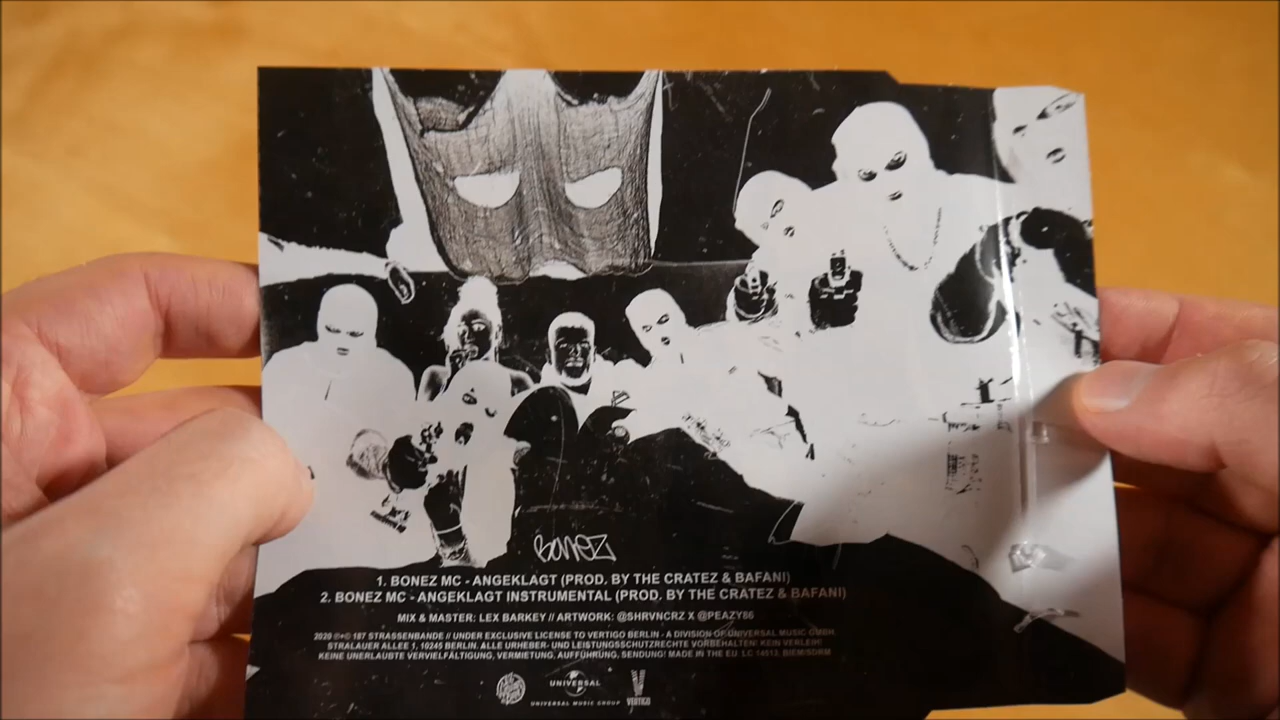 BONEZ
1. BONEZ MC - ANGEKLAGT (PROD. BY THE CRATEZ & BAFANI)
2. BONEZ MC - ANGEKLAGT INSTRUMENTAL (PROD. BY THE CRATEZ & BAFANI)
MIX & MASTER: LEX BARKEY // ARTWORK: @SHRVNCRZ X @PEAZY86
2020 ℗+© 187 STRASSENBANDE // UNDER EXCLUSIVE LICENSE TO VERTIGO BERLIN - A DIVISION OF UNIVERSAL MUSIC GMBH,
STRALAUER ALLEE 1, 10245 BERLIN. ALLE URHEBER- UND LEISTUNGSSCHUTZRECHTE VORBEHALTEN! KEIN VERLEIH!
KEINE UNERLAUBTE VERVIELFÄLTIGUNG, VERMIETUNG, AUFFÜHRUNG, SENDUNG! MADE IN THE EU. LC 14513, BIEM/SDRM
UNIVERSAL
UNIVERSAL MUSIC GROUP
VERTIGO